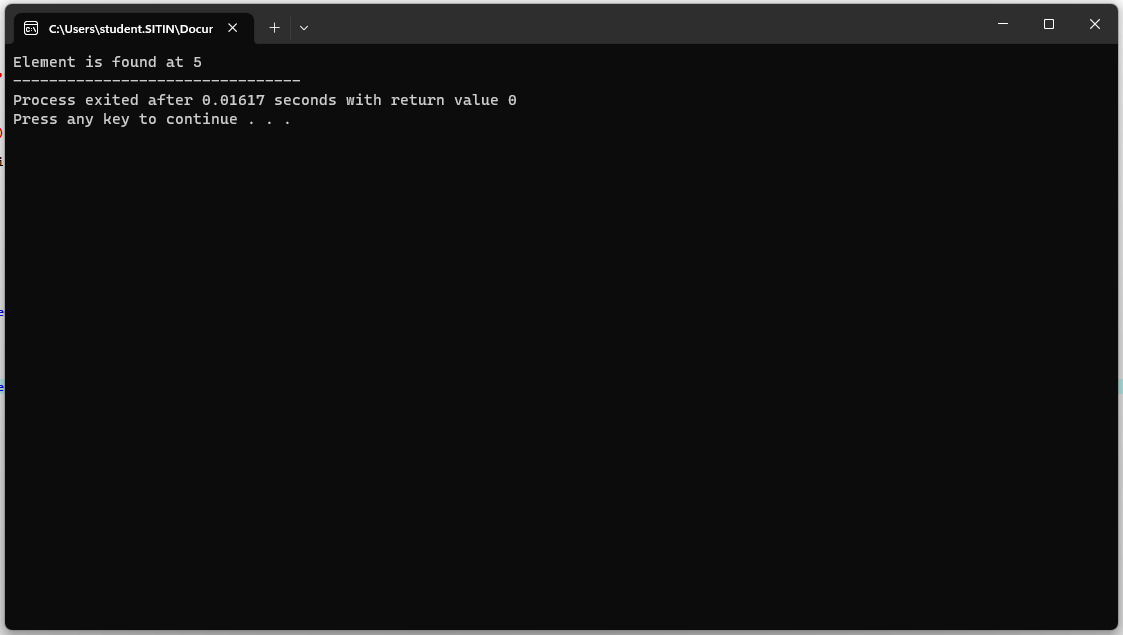 C:\Users\student.SITIN\Docur
Element is found at 5
--------------------------------
Process exited after 0.01617 seconds with return value 0
Press any key to continue . . .